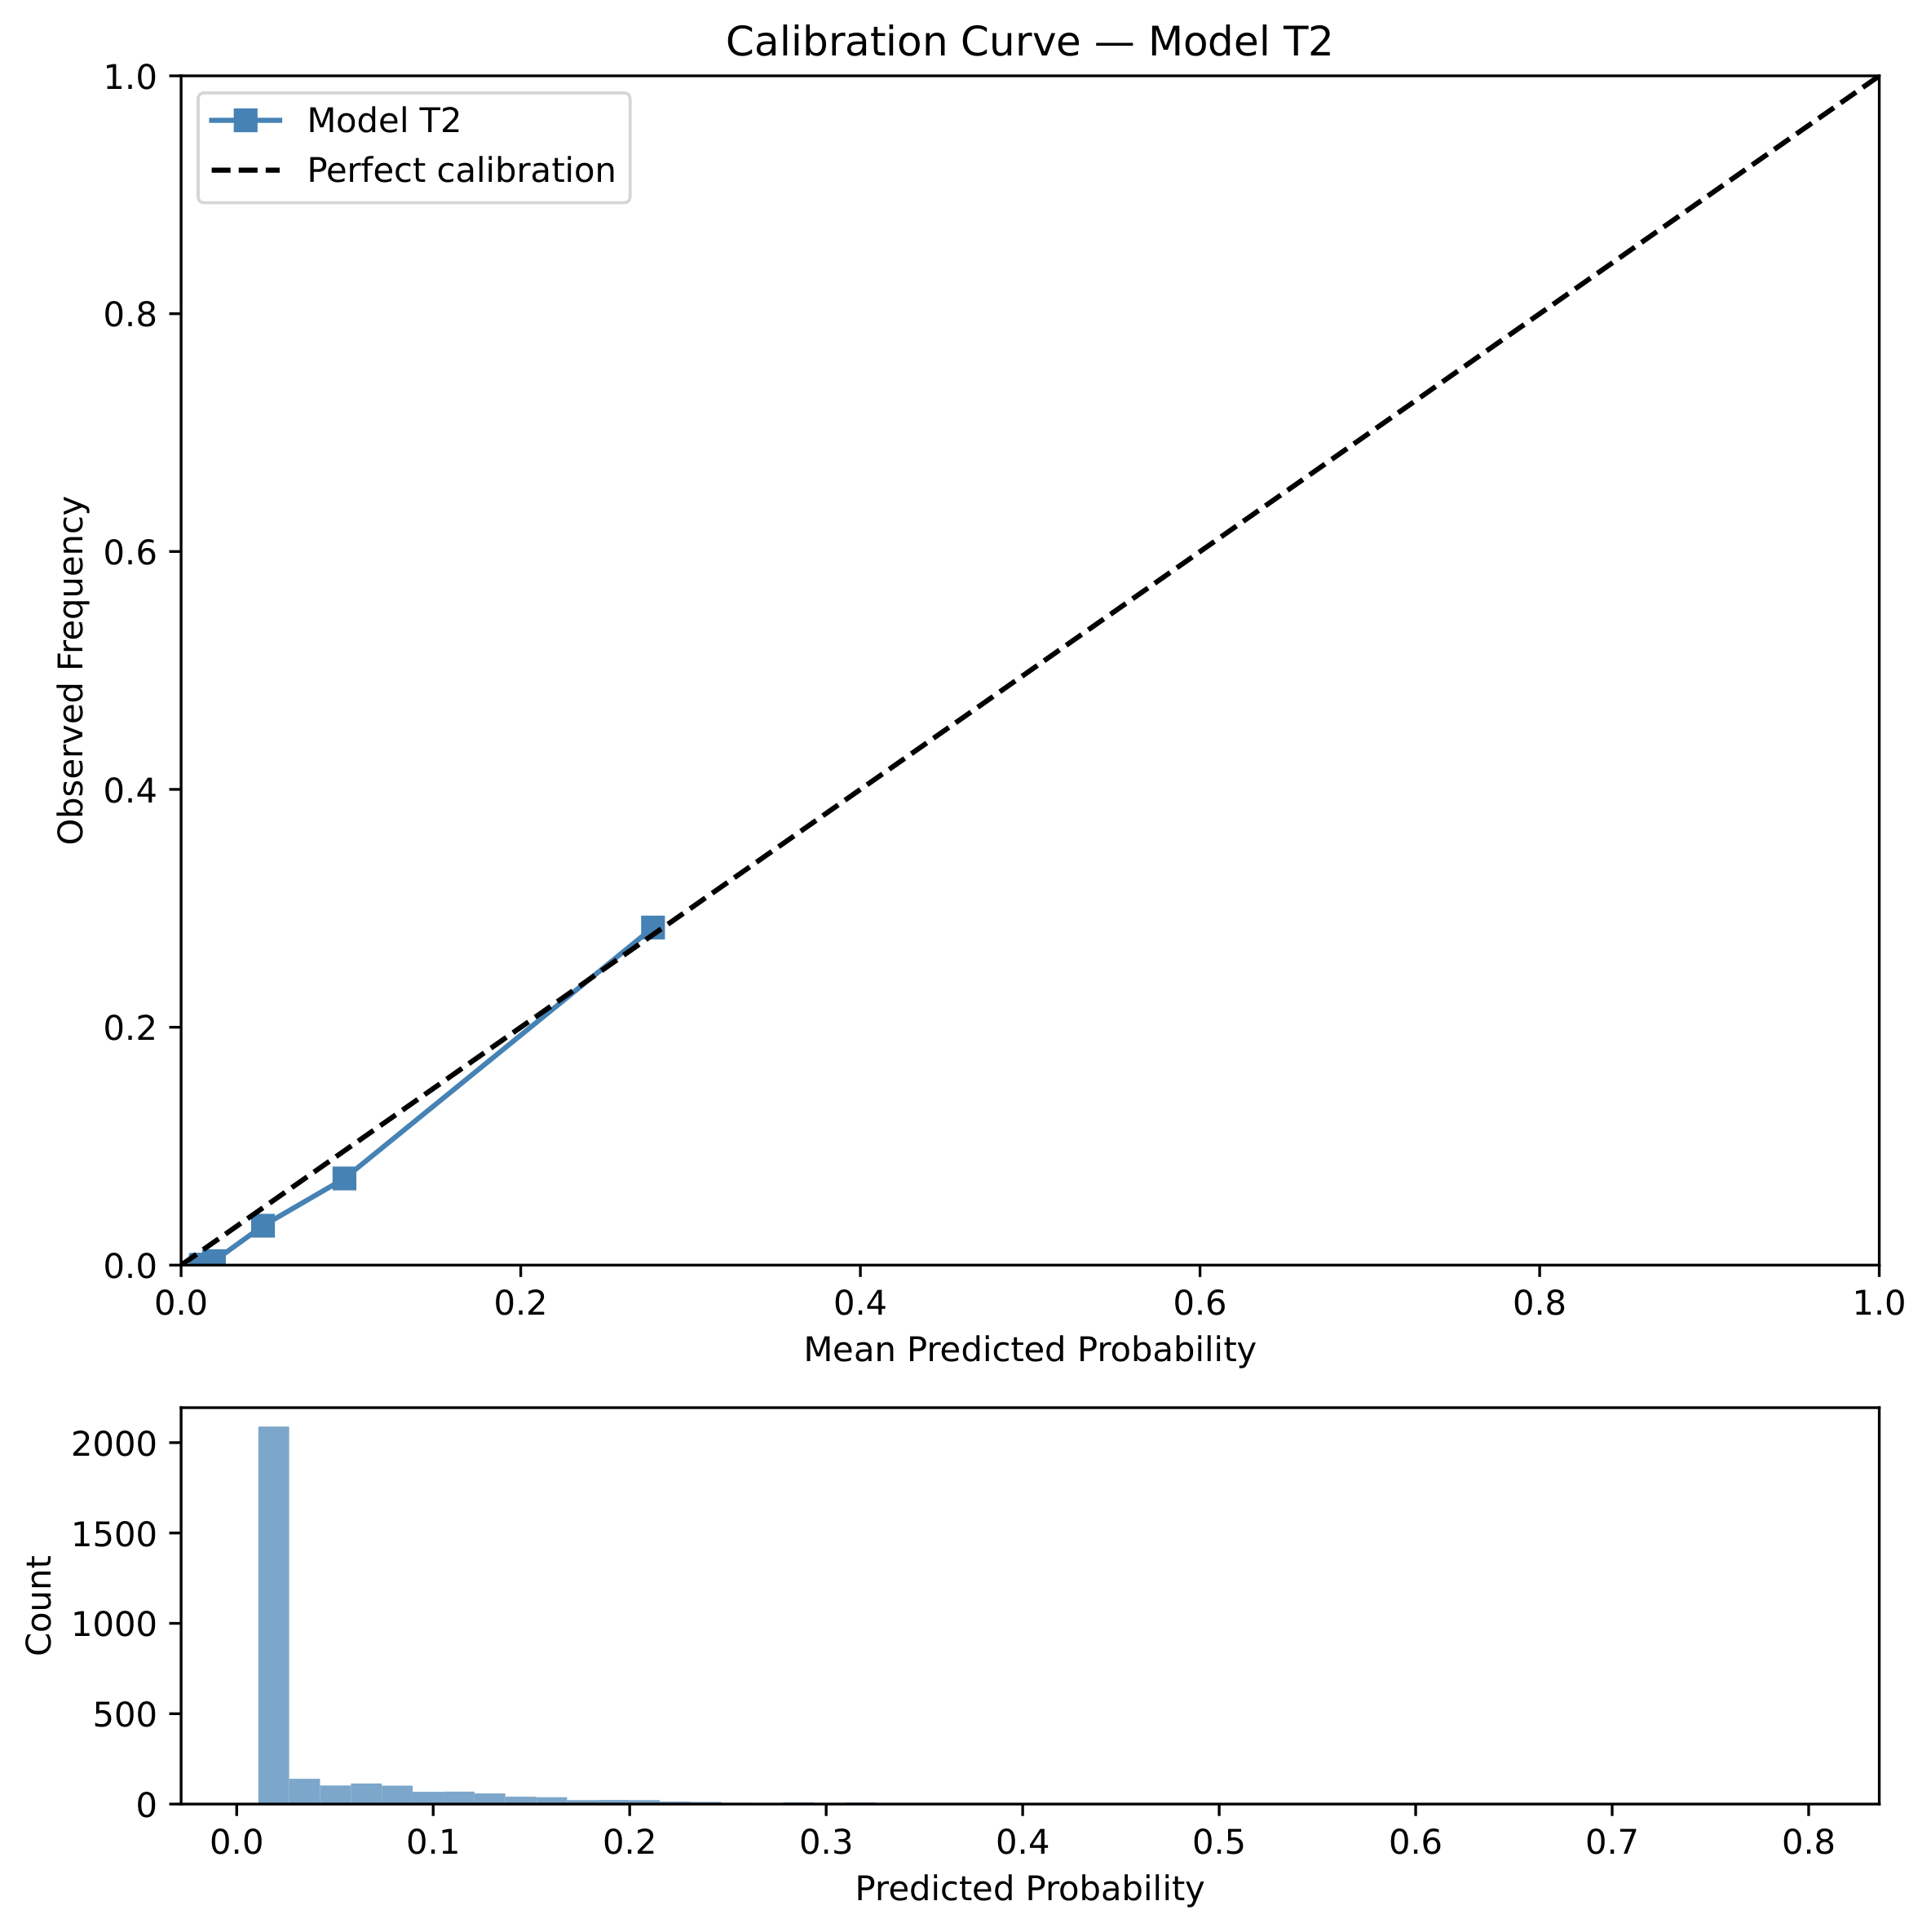 Calibration Curve — Model T2
Model T2
Perfect calibration
1.0
0.8
0.6
0.4
0.2
0.0
Observed Frequency
0.0 0.2 0.4 0.6 0.8 1.0
Mean Predicted Probability
2000
1500
1000
500
0
Count
0.0 0.1 0.2 0.3 0.4 0.5 0.6 0.7 0.8
Predicted Probability